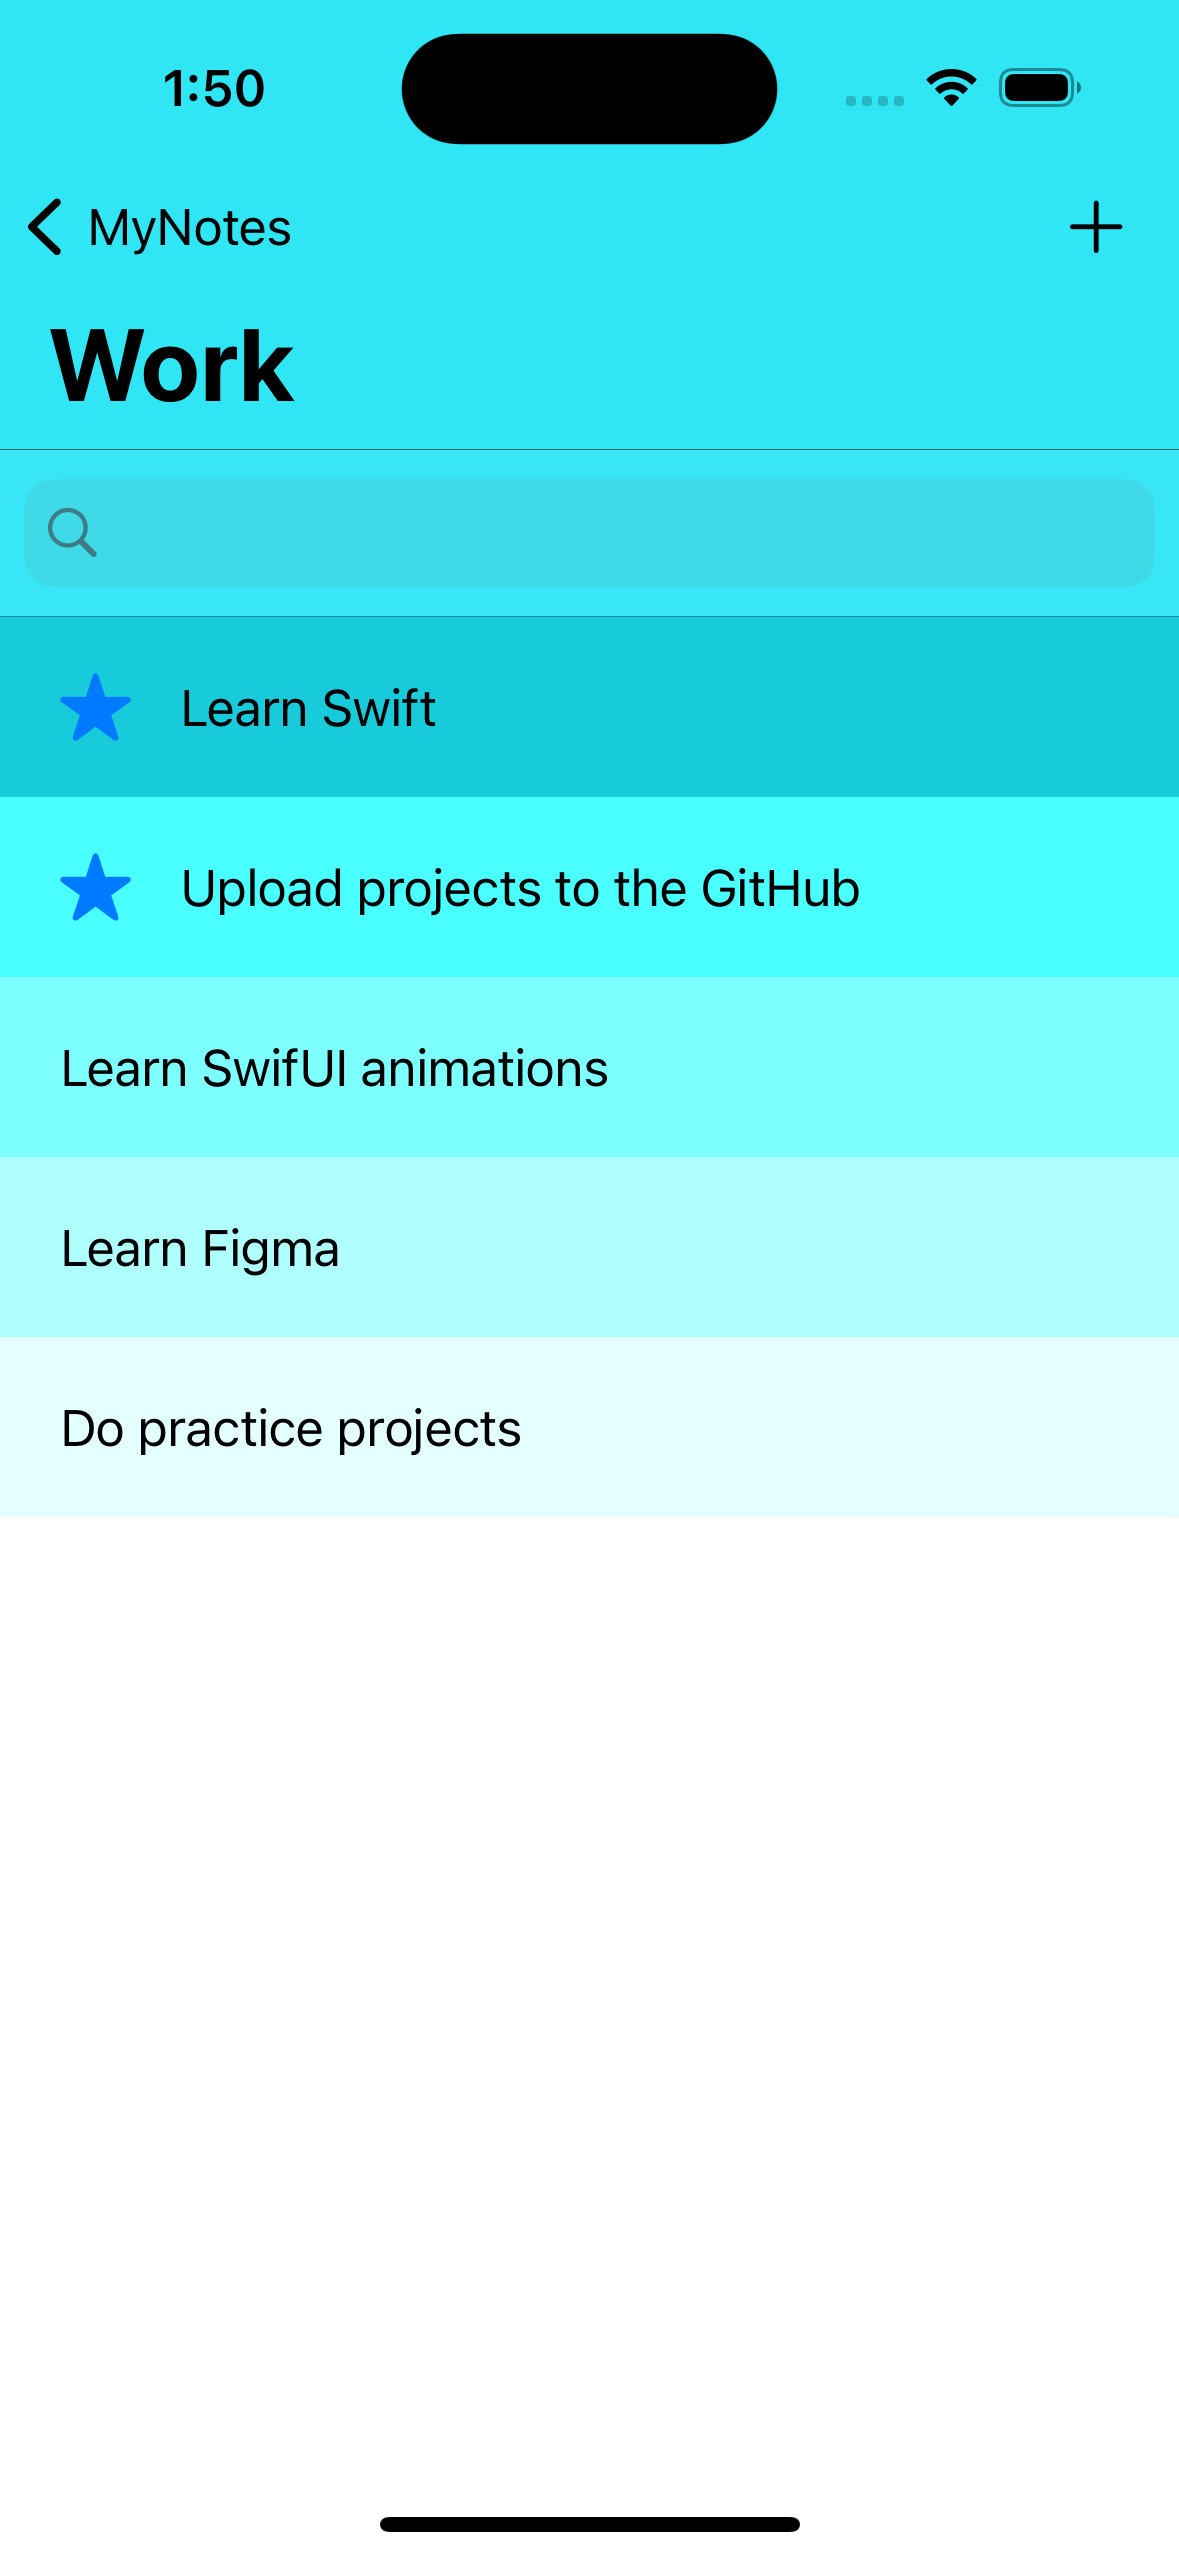 1:50
MyNotes
Work
Learn Swift
Upload projects to the GitHub
Learn SwifUI animations
Learn Figma
Do practice projects